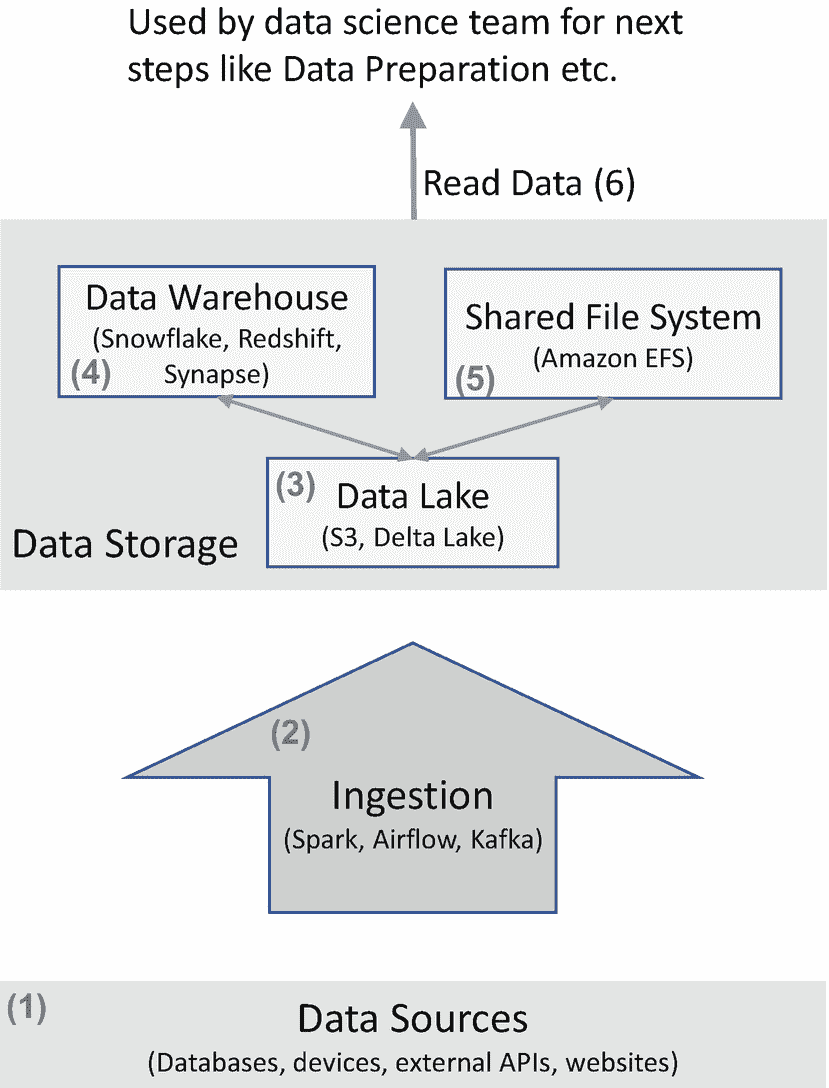 Used by data science team for next
steps like Data Preparation etc.
Read Data (6)
Data Warehouse
(Snowflake, Redshift,
(4)
Synapse)
Shared File System
(Amazon EFS)
(5)
(3)
Data Lake
(S3, Delta Lake)
Data Storage
(2)
Ingestion
(Spark, Airflow, Kafka)
(1)
Data Sources
(Databases, devices, external APIs, websites)